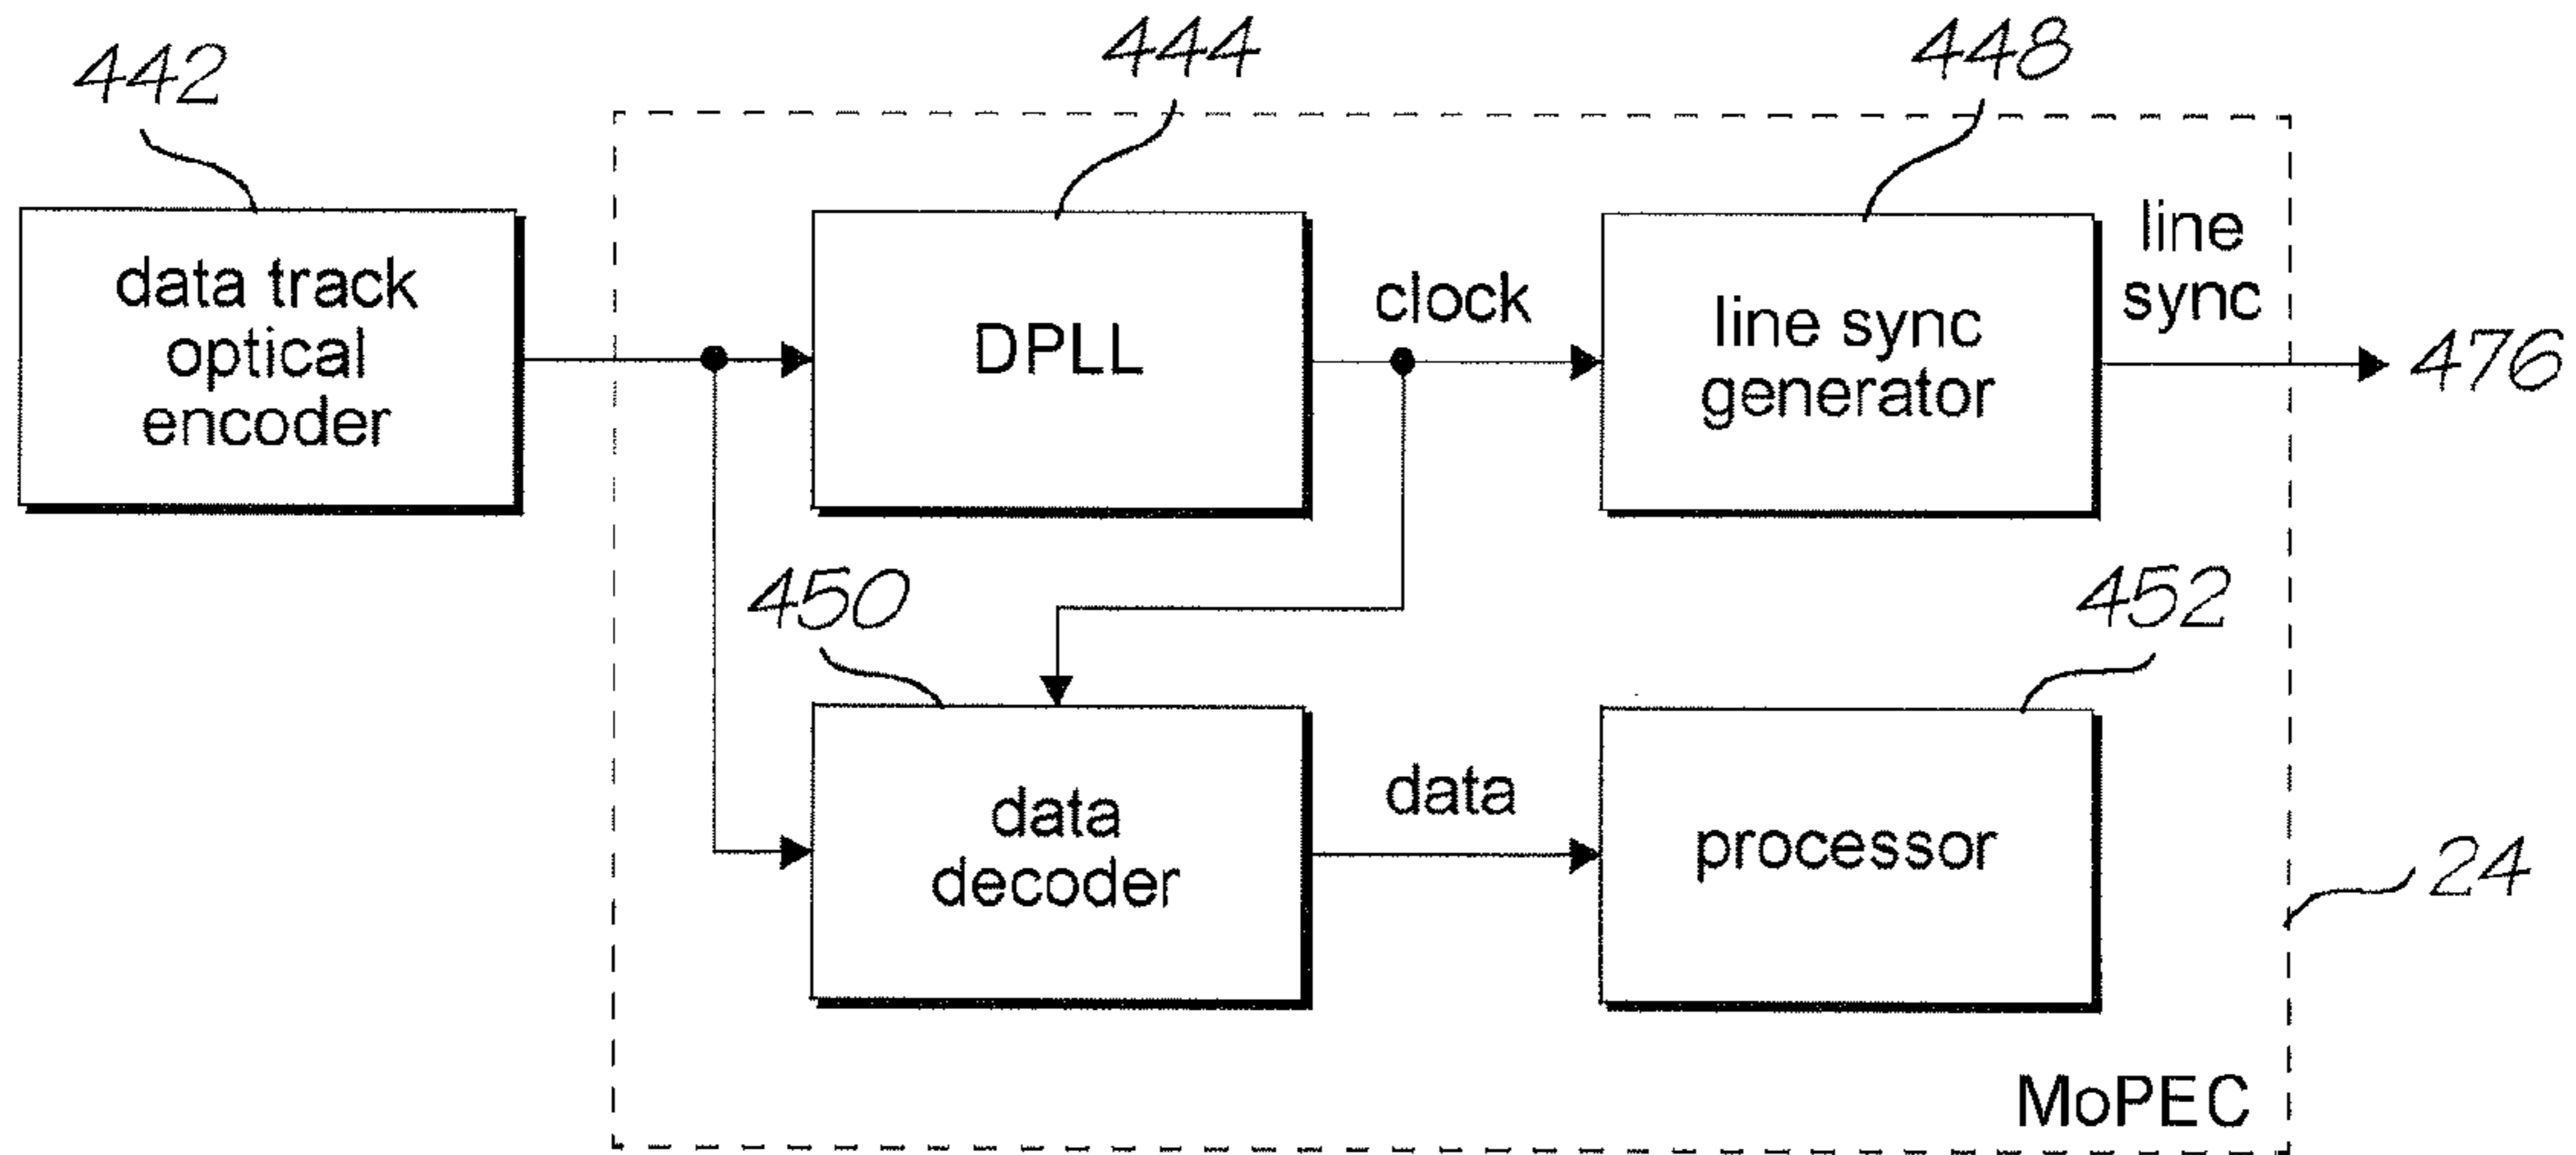 442
444
448
data track
optical
encoder
DPLL
clock
line sync
generator
line
sync
476
450
452
data
decoder
data
processor
24
MoPEC